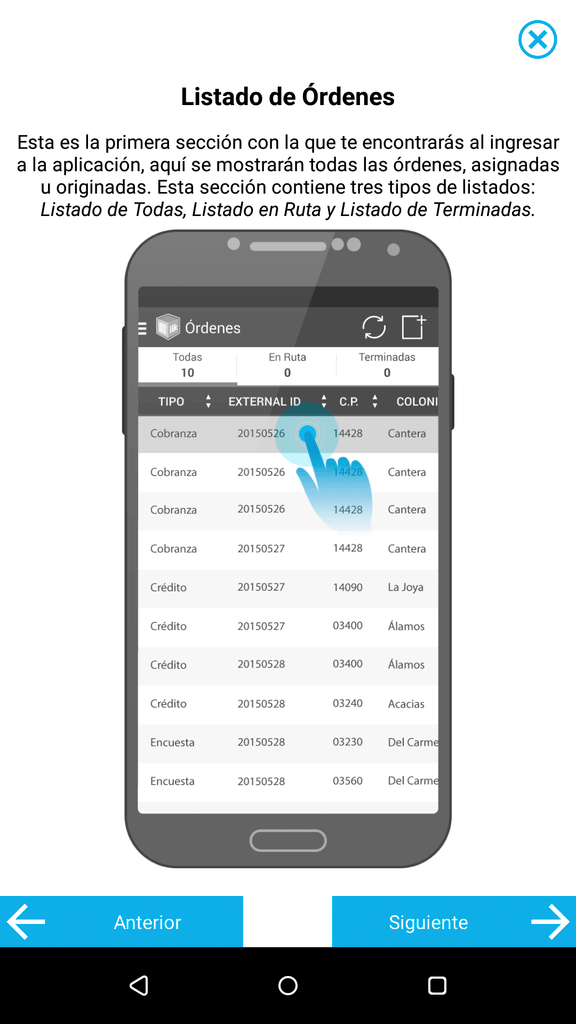 Listado de Órdenes
Esta es la primera sección con la que te encontrarás al ingresar
a la aplicación, aquí se mostrarán todas las órdenes, asignadas
u originadas. Esta sección contiene tres tipos de listados:
Listado de Todas, Listado en Ruta y Listado de Terminadas.
Órdenes
Todas En Ruta Terminadas
10 0 0
TIPO EXTERNAL ID C.P. COLONI
Cobranza 20150526 14428 Cantera
Cobranza 20150526 14428 Cantera
Cobranza 20150526 14428 Cantera
Cobranza 20150527 14428 Cantera
Crédito 20150527 14090 La Joya
Crédito 20150527 03400 Álamos
Crédito 20150528 03400 Álamos
Crédito 20150528 03240 Acacias
Encuesta 20150528 03230 Del Carme
Encuesta 20150528 03560 Del Carme
Anterior Siguiente